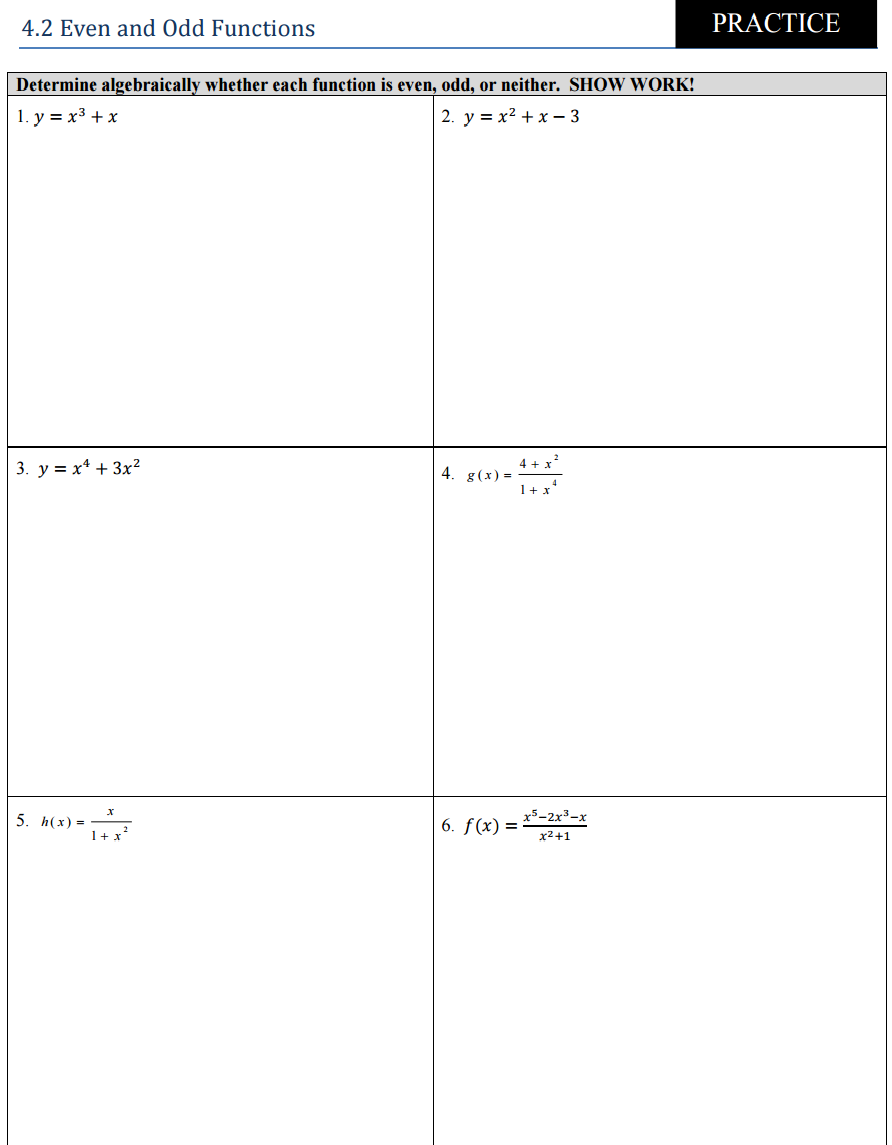 4.2 Even and Odd Functions
PRACTICE
Determine algebraically whether each function is even, odd, or neither.  SHOW WORK!
1. y = x³ + x
2. y = x² + x − 3
3. y = x⁴ + 3x²
4. g(x) = (4 + x²)/(1 + x⁴)
5. h(x) = x/(1 + x²)
6. f(x) = (x⁵−2x³−x)/(x²+1)